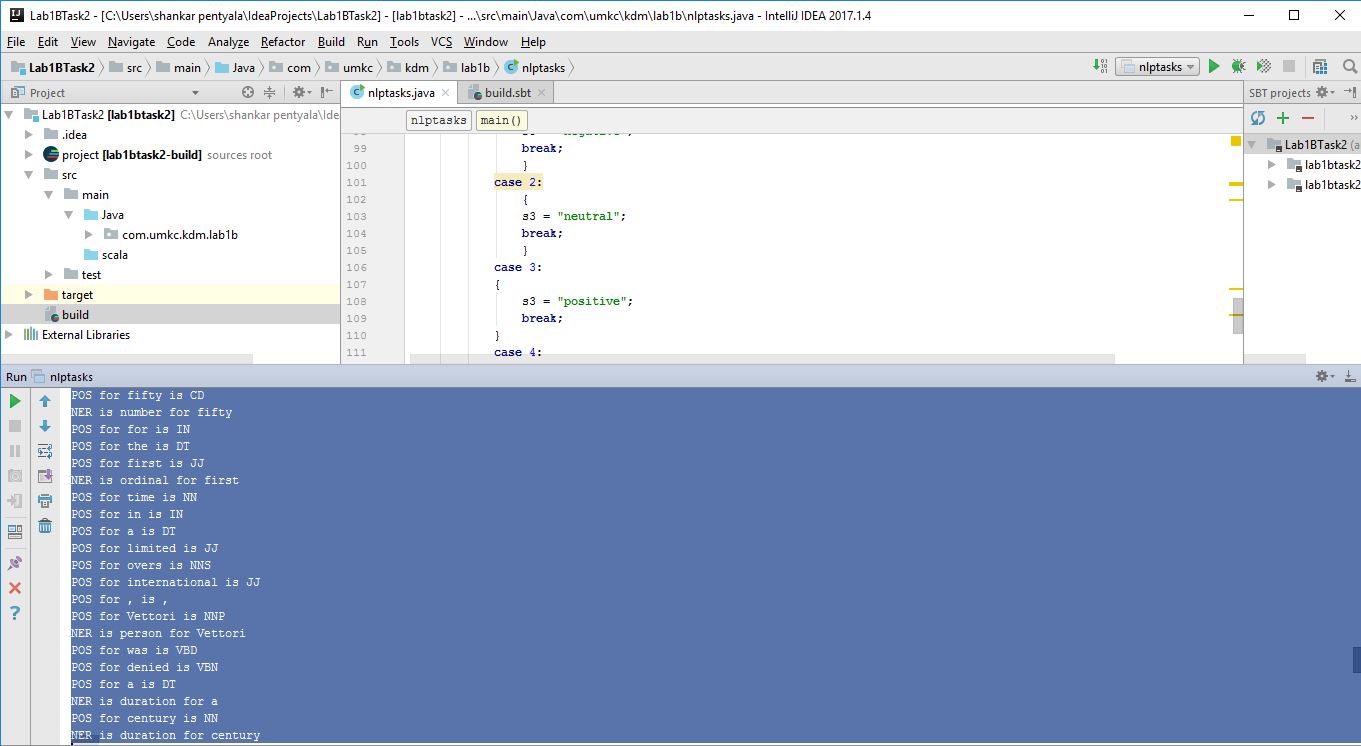 Lab1BTask2 - [C:\Users\shankar pentyala\IdeaProjects\Lab1BTask2] - [lab1btask2] - ...\src\main\Java\com\umkc\kdm\lab1b\nlptasks.java - IntelliJ IDEA 2017.1.4
File Edit View Navigate Code Analyze Refactor Build Run Tools VCS Window Help
Lab1BTask2 src main Java com umkc kdm lab1b nlptasks nlptasks
Project nlptasks.java build.sbt SBT projects
Lab1BTask2 [lab1btask2] C:\Users\shankar pentyala\Ide
.idea
project [lab1btask2-build] sources root
src
main
Java
com.umkc.kdm.lab1b
scala
test
target
build
External Libraries
nlptasks main()
99 break;
100 }
101 case 2:
102 {
103 s3 = "neutral";
104 break;
105 }
106 case 3:
107 {
108 s3 = "positive";
109 break;
110 }
111 case 4:
Lab1BTask2 (a
lab1btask2
lab1btask2
Run nlptasks
POS for fifty is CD
NER is number for fifty
POS for for is IN
POS for the is DT
POS for first is JJ
NER is ordinal for first
POS for time is NN
POS for in is IN
POS for a is DT
POS for limited is JJ
POS for overs is NNS
POS for international is JJ
POS for , is ,
POS for Vettori is NNP
NER is person for Vettori
POS for was is VBD
POS for denied is VBN
POS for a is DT
NER is duration for a
POS for century is NN
NER is duration for century